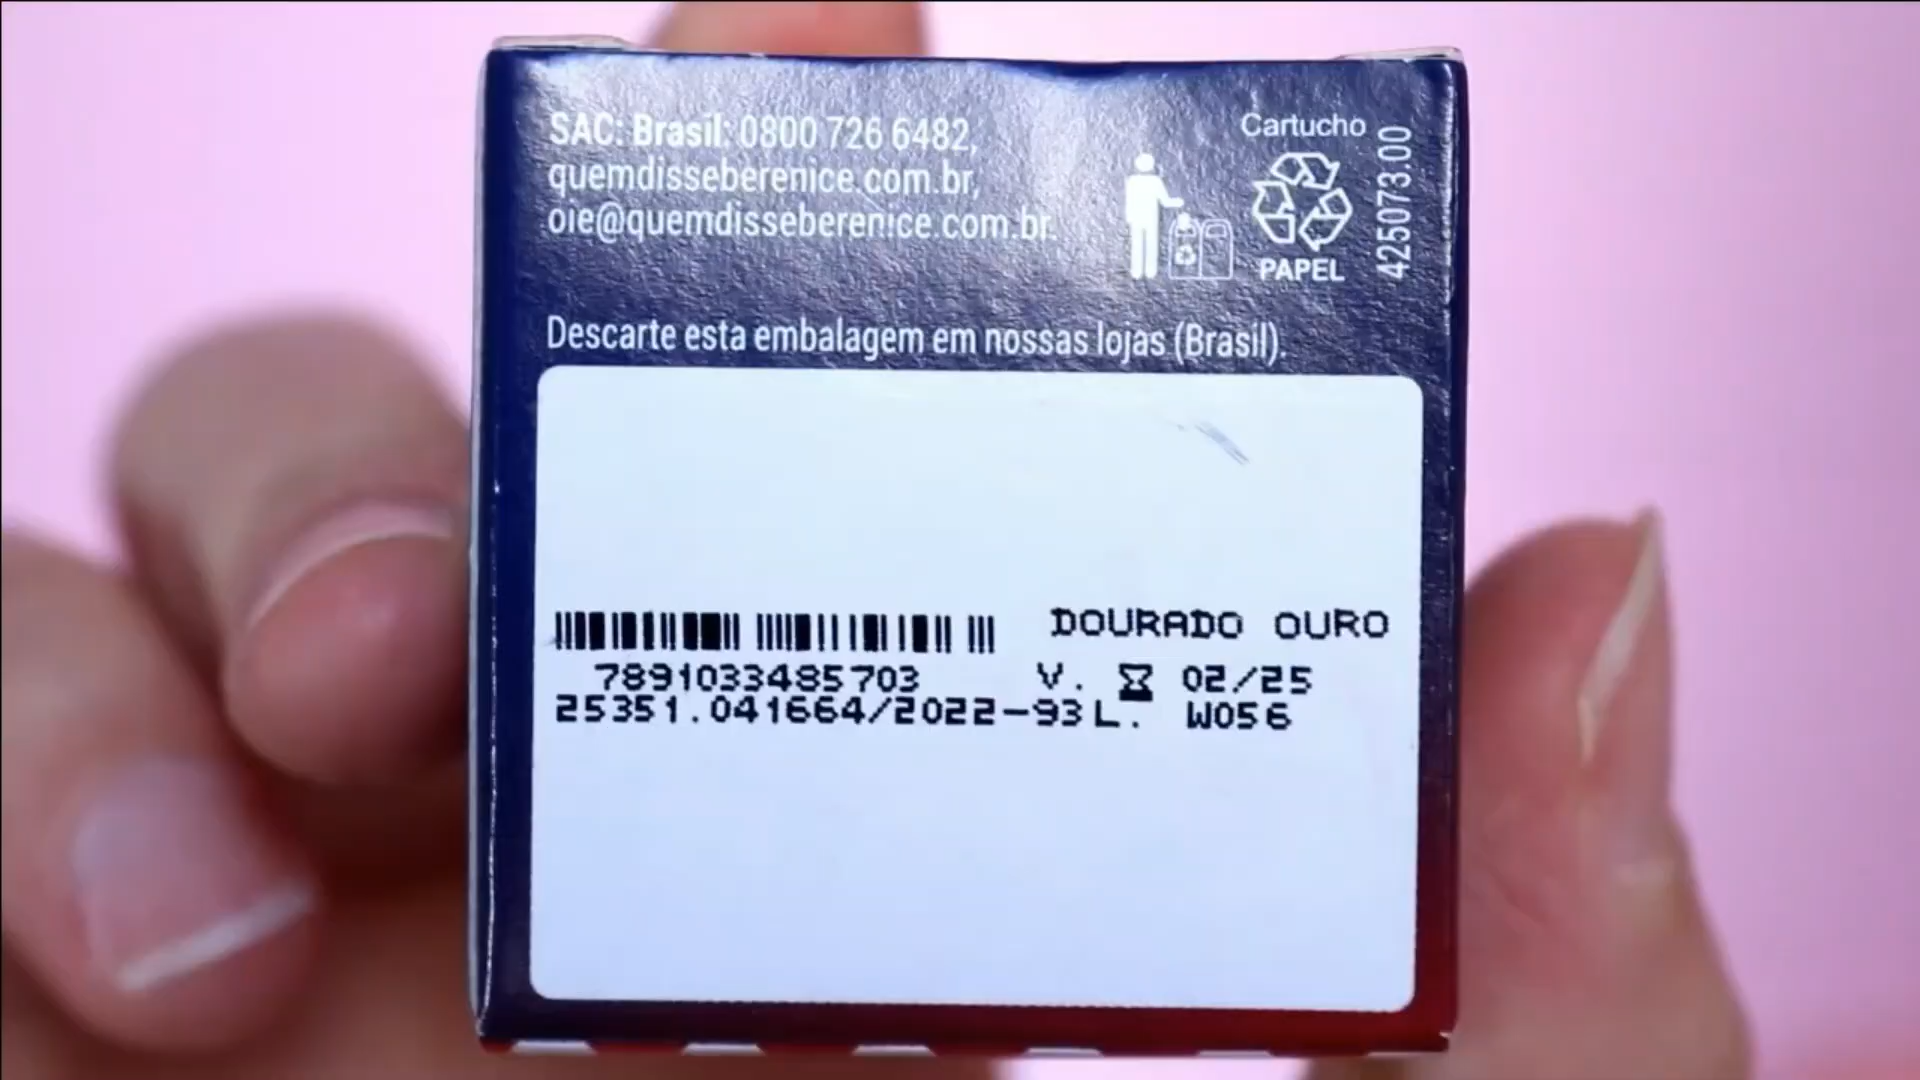 SAC: Brasil: 0800 726 6482,
quemdisseberenice.com.br,
oie@quemdisseberenice.com.br.
Cartucho
PAPEL
425073.00
Descarte esta embalagem em nossas lojas (Brasil).
DOURADO OURO
7891033485703 V. 02/25
25351.041664/2022-93 L. W056